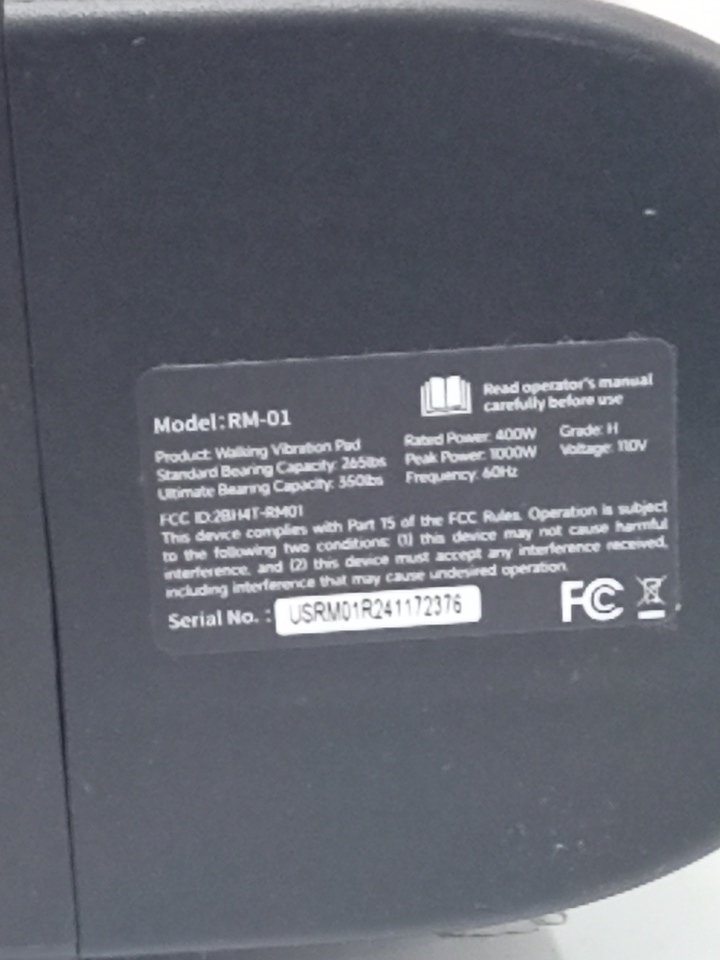 Read operator's manual
carefully before use
Model:RM-01
Product: Walking Vibration Pad
Standard Bearing Capacity: 265lbs
Ultimate Bearing Capacity: 350lbs
Rated Power: 400W
Peak Power: 1000W
Frequency: 60Hz
Grade: H
Voltage: 110V
FCC ID:2BH4T-RM01
This device complies with Part 15 of the FCC Rules. Operation is subject
to the following two conditions: (1) this device may not cause harmful
interference, and (2) this device must accept any interference received,
including interference that may cause undesired operation.
Serial No. : USRM01R241172376
FC